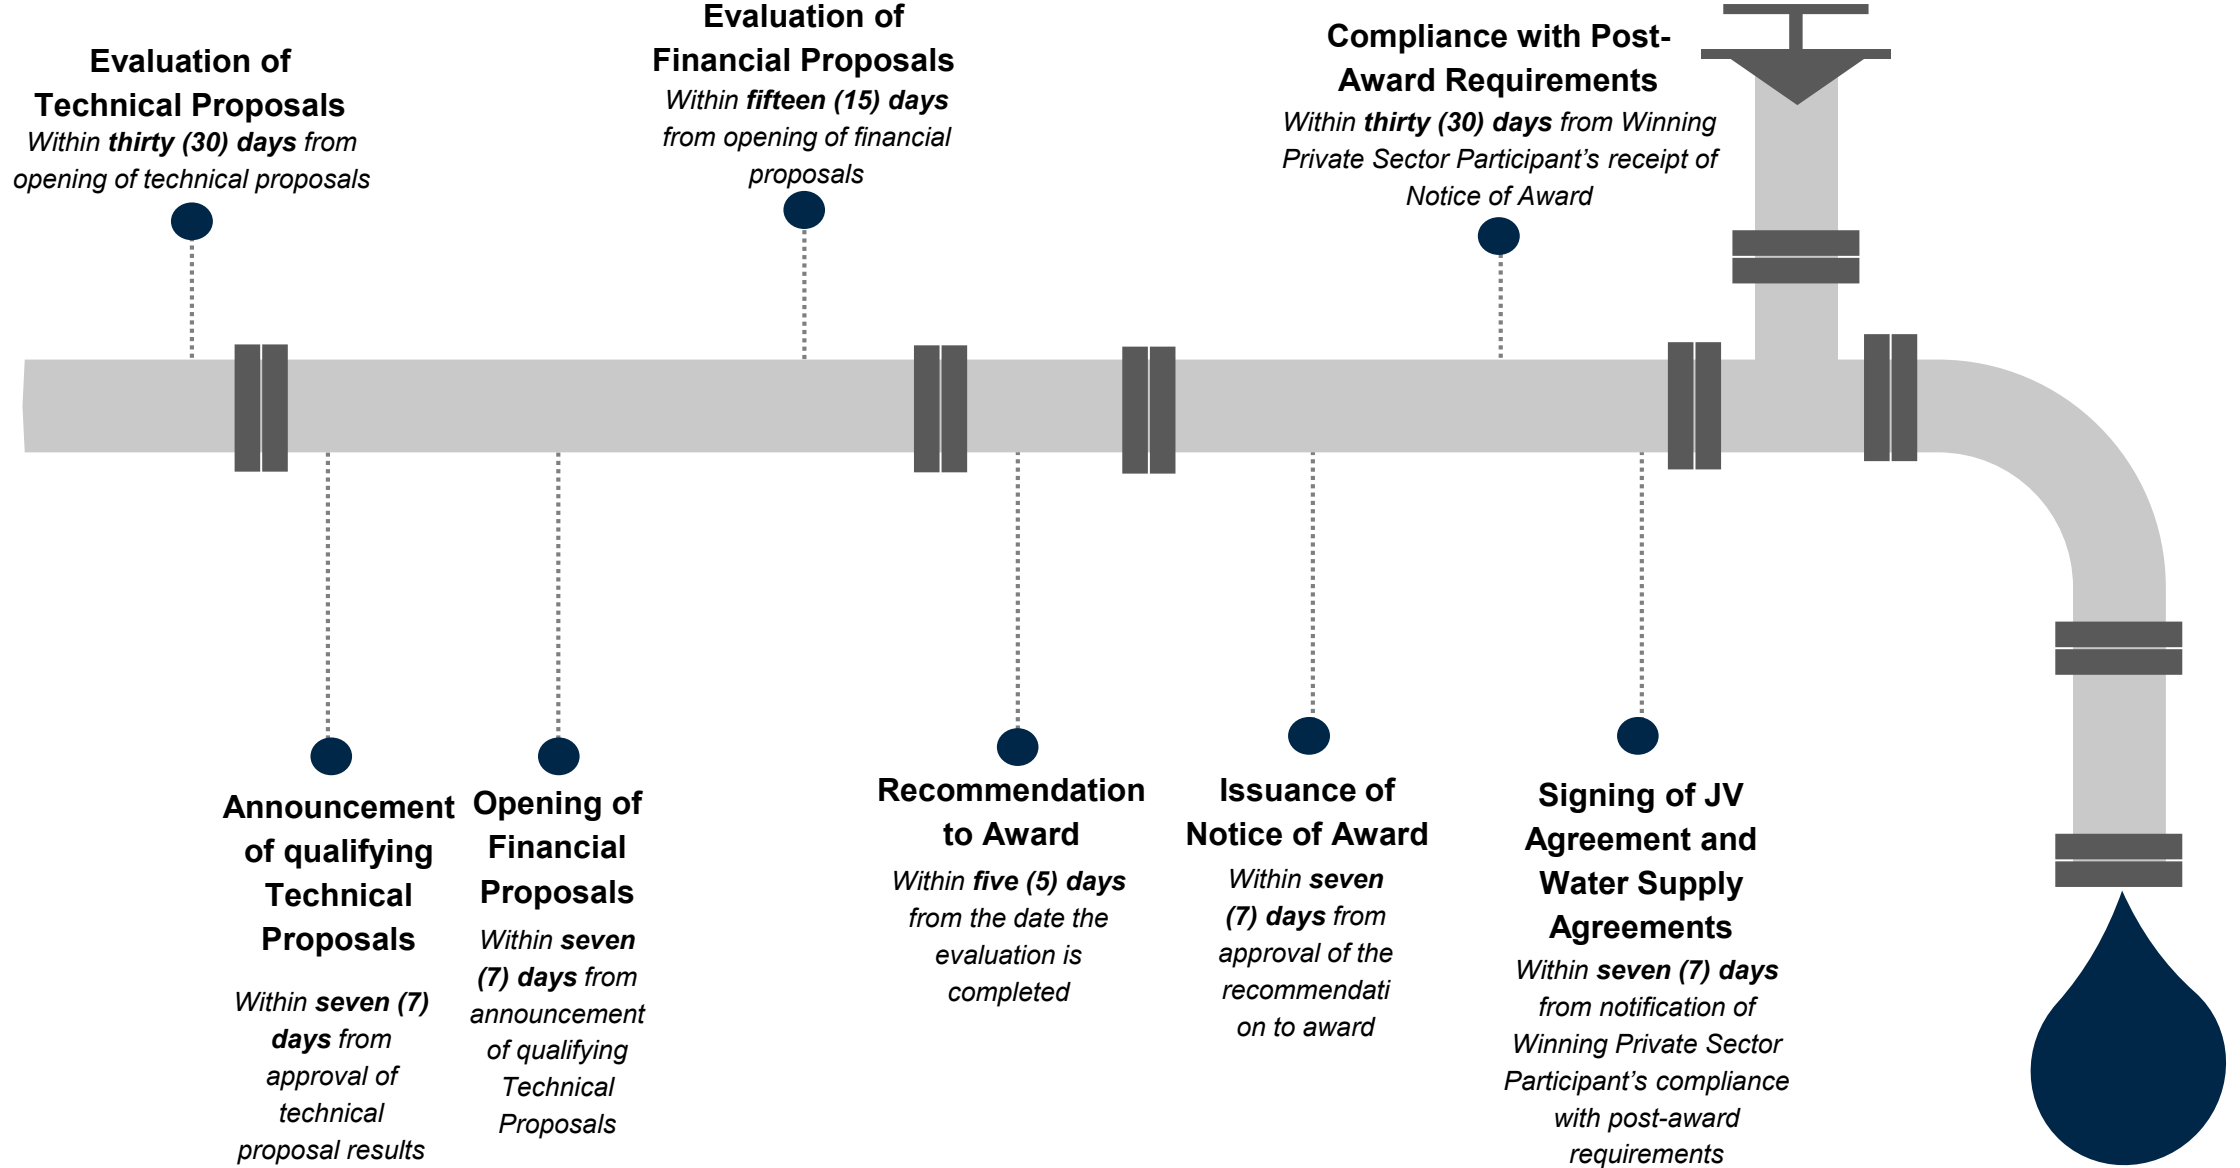 Evaluation of
Technical Proposals
Within thirty (30) days from
opening of technical proposals
Announcement
of qualifying
Technical
Proposals
Within seven (7)
days from
approval of
technical
proposal results
Opening of
Financial
Proposals
Within seven
(7) days from
announcement
of qualifying
Technical
Proposals
Evaluation of
Financial Proposals
Within fifteen (15) days
from opening of financial
proposals
Recommendation
to Award
Within five (5) days
from the date the
evaluation is
completed
Issuance of
Notice of Award
Within seven
(7) days from
approval of the
recommendati
on to award
Compliance with Post-
Award Requirements
Within thirty (30) days from Winning
Private Sector Participant’s receipt of
Notice of Award
Signing of JV
Agreement and
Water Supply
Agreements
Within seven (7) days
from notification of
Winning Private Sector
Participant’s compliance
with post-award
requirements